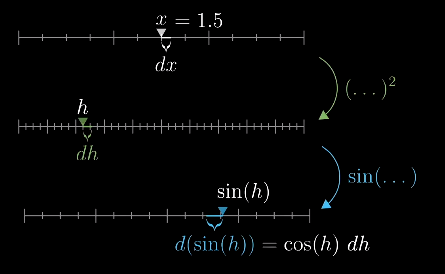 x = 1.5
dx
(...)²
h
dh
sin(...)
sin(h)
d(sin(h)) = cos(h) dh